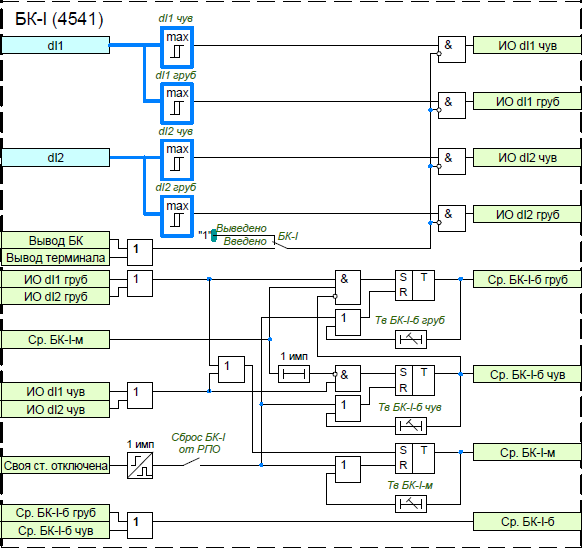 БК-I (4541)
dI1
dI1 чув
max
&
ИО dI1 чув
dI1 груб
max
&
ИО dI1 груб
dI2
dI2 чув
max
&
ИО dI2 чув
dI2 груб
max
&
ИО dI2 груб
Вывод БК
Вывод терминала
1
"1"
Выведено
Введено
БК-I
ИО dI1 груб
ИО dI2 груб
1
&
S T
R
Ср. БК-I-б груб
1
Тв БК-I-б груб
Ср. БК-I-м
1 имп
1
&
S T
R
Ср. БК-I-б чув
ИО dI1 чув
ИО dI2 чув
1
1
Тв БК-I-б чув
Своя ст. отключена
1 имп
Сброс БК-I
от РПО
1
S T
R
Ср. БК-I-м
Тв БК-I-м
Ср. БК-I-б груб
Ср. БК-I-б чув
1
Ср. БК-I-б